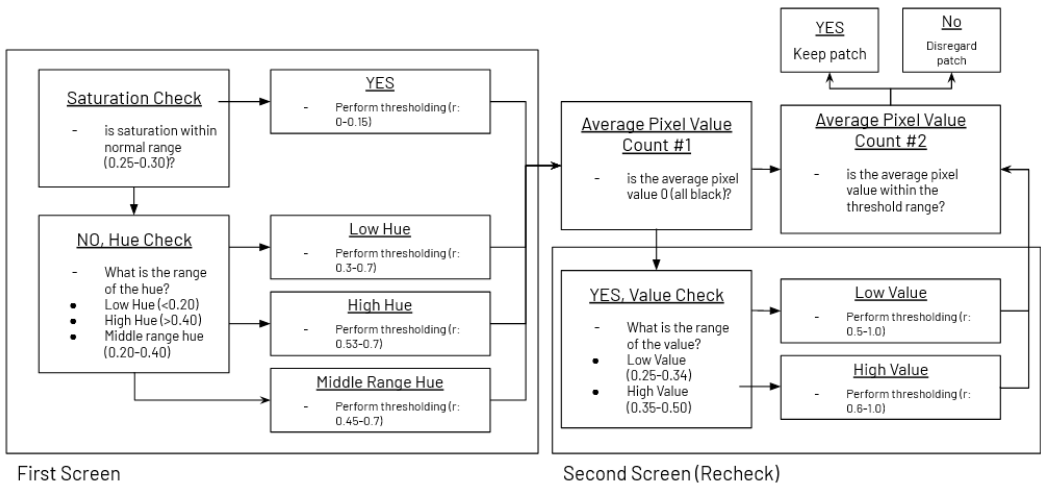 YES
Keep patch
No
Disregard
patch
Saturation Check
- is saturation within
normal range
(0.25-0.30)?
YES
- Perform thresholding (r:
0-0.15)
Average Pixel Value
Count #1
- is the average pixel
value 0 (all black)?
Average Pixel Value
Count #2
- is the average pixel
value within the
threshold range?
NO, Hue Check
- What is the range
of the hue?
● Low Hue (<0.20)
● High Hue (>0.40)
● Middle range hue
(0.20-0.40)
Low Hue
- Perform thresholding (r:
0.3-0.7)
High Hue
- Perform thresholding (r:
0.53-0.7)
Middle Range Hue
- Perform thresholding (r:
0.45-0.7)
YES, Value Check
- What is the range
of the value?
● Low Value
(0.25-0.34)
● High Value
(0.35-0.50)
Low Value
- Perform thresholding (r:
0.5-1.0)
High Value
- Perform thresholding (r:
0.6-1.0)
First Screen
Second Screen (Recheck)